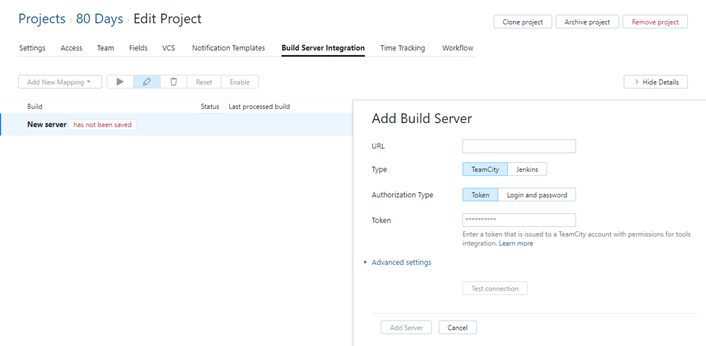 Projects › 80 Days › Edit Project
Clone project Archive project Remove project
Settings Access Team Fields VCS Notification Templates Build Server Integration Time Tracking Workflow
Add New Mapping Reset Enable Hide Details
Build Status Last processed build
New server has not been saved
Add Build Server
URL
Type TeamCity Jenkins
Authorization Type Token Login and password
Token **********
Enter a token that is issued to a TeamCity account with permissions for tools
integration. Learn more
Advanced settings
Test connection
Add Server Cancel